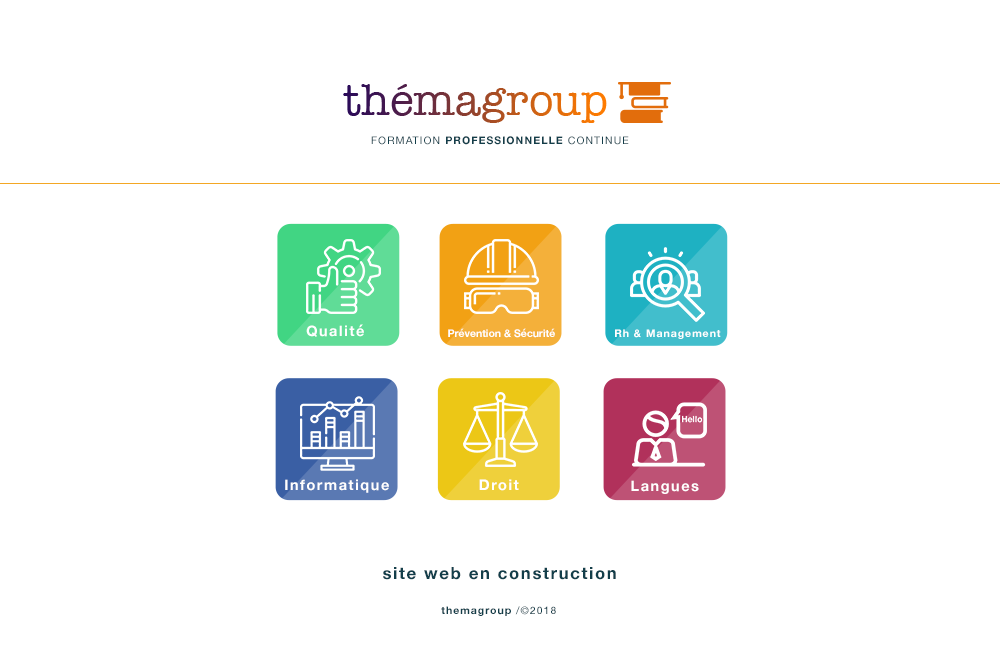 thémagroup
FORMATION PROFESSIONNELLE CONTINUE
Qualité
Prévention & Sécurité
Rh & Management
Hello
Informatique
Droit
Langues
site web en construction
themagroup /©2018